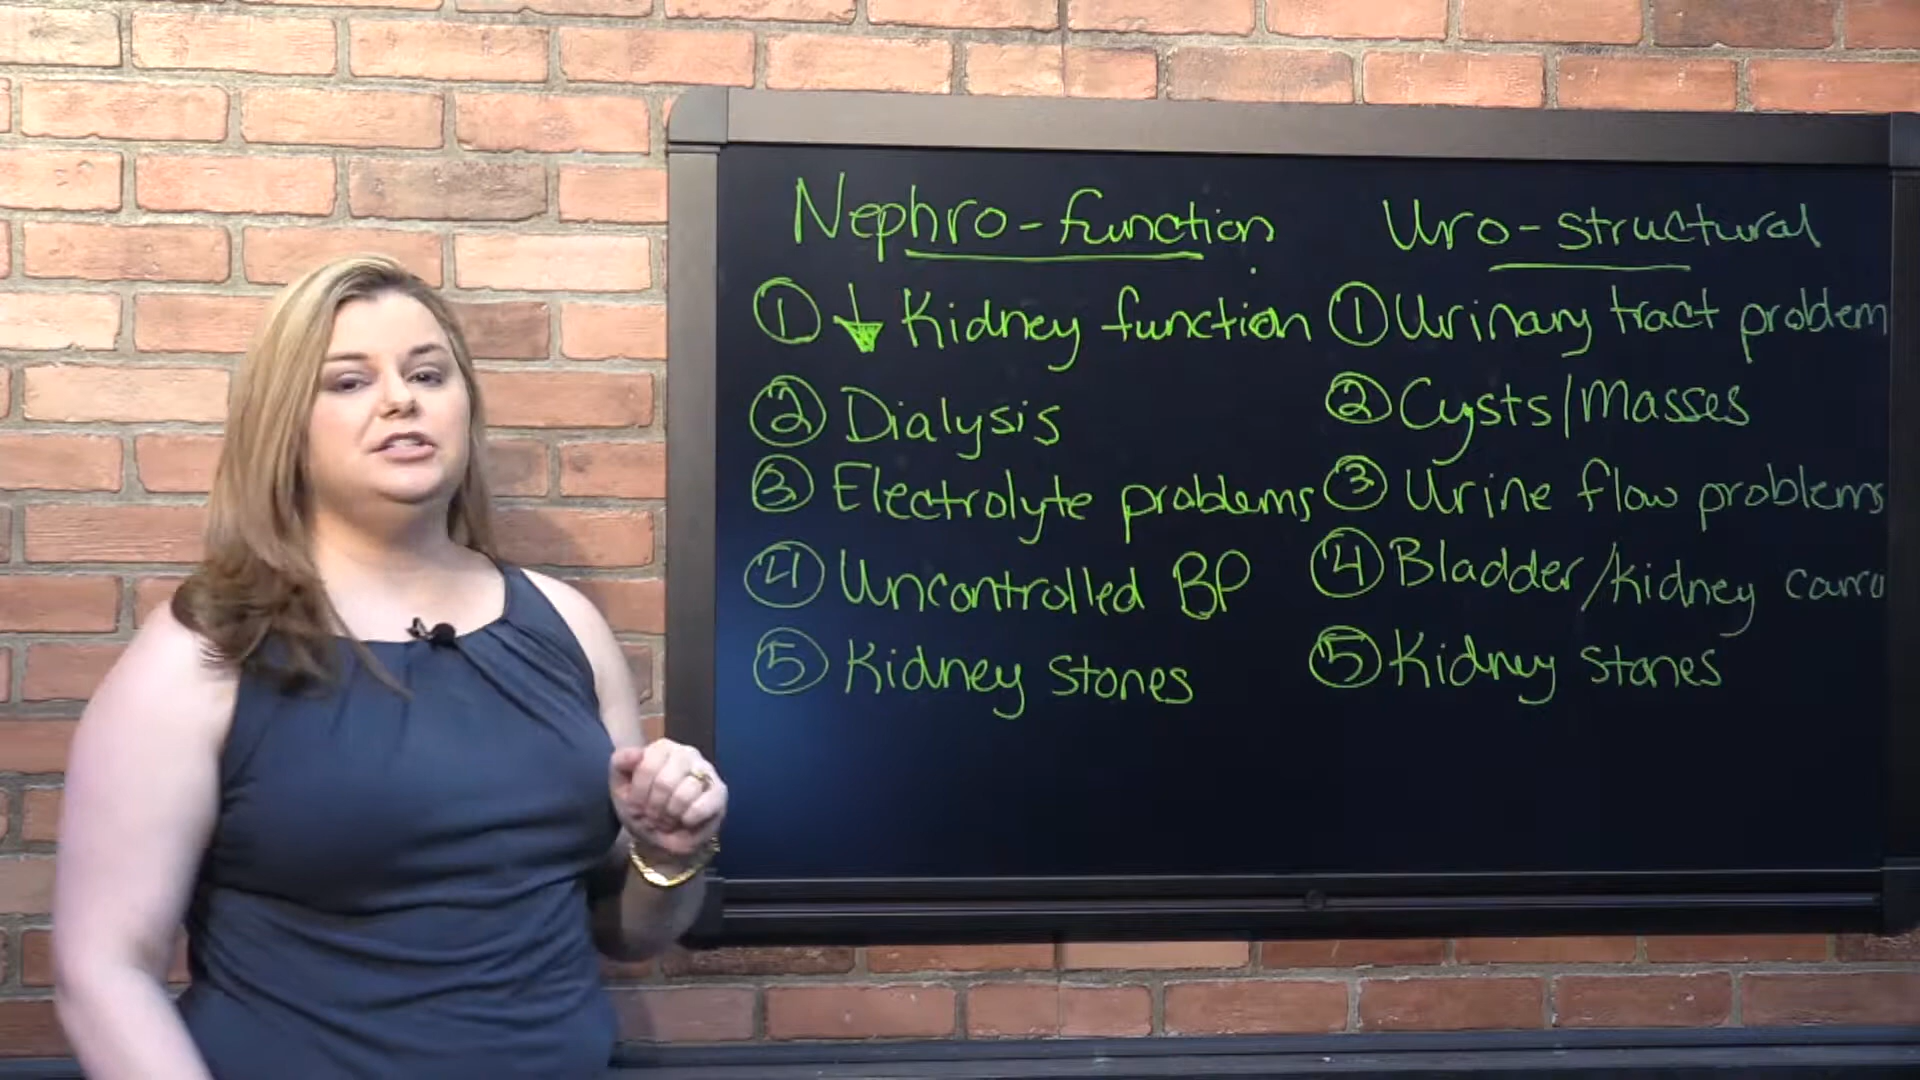 Nephro-function
① ↓ Kidney function
② Dialysis
③ Electrolyte problems
④ Uncontrolled BP
⑤ Kidney stones
Uro-structural
① Urinary tract problem
② Cysts/Masses
③ Urine flow problems
④ Bladder/kidney
⑤ Kidney stones